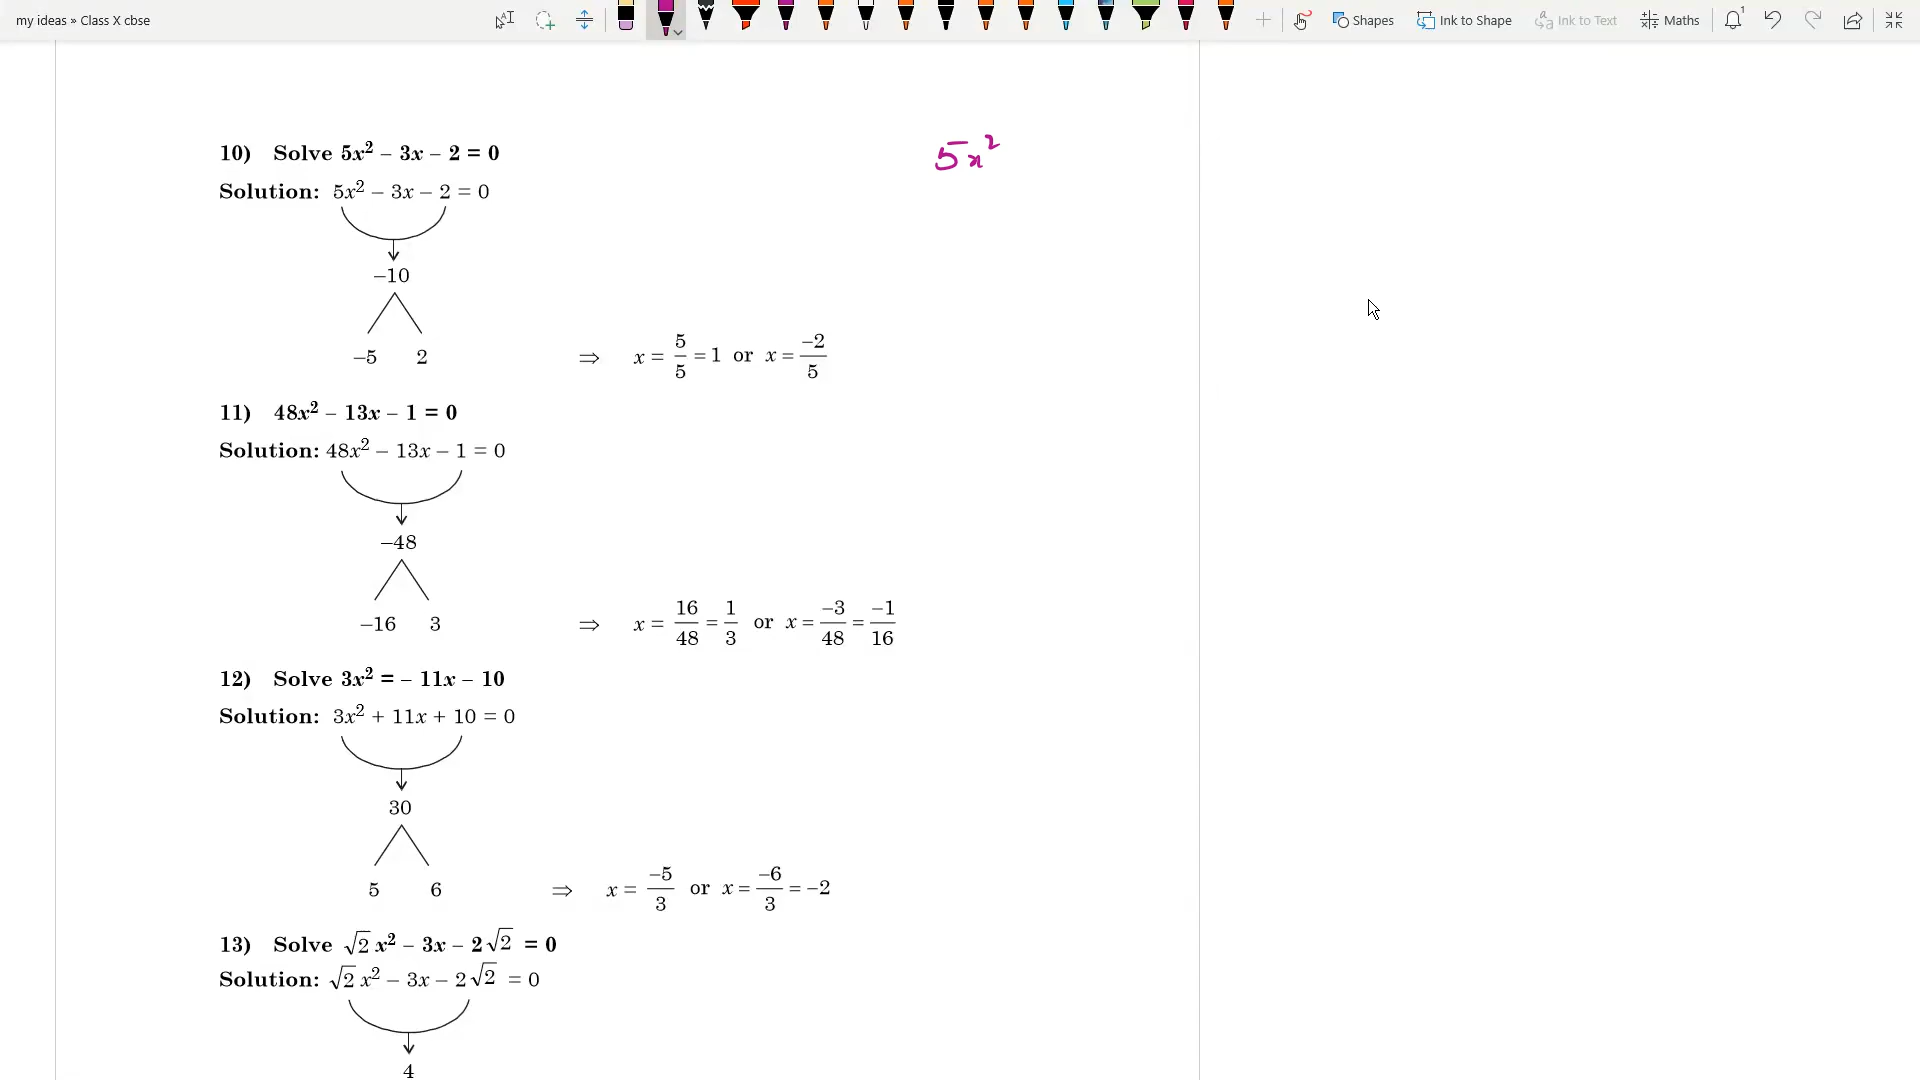 my ideas » Class X cbse
Shapes Ink to Shape Ink to Text Maths 1
10) Solve 5x² – 3x – 2 = 0
5x²
Solution: 5x² – 3x – 2 = 0
–10
–5 2 ⇒ x = 5/5 = 1 or x = –2/5
11) 48x² – 13x – 1 = 0
Solution: 48x² – 13x – 1 = 0
–48
–16 3 ⇒ x = 16/48 = 1/3 or x = –3/48 = –1/16
12) Solve 3x² = – 11x – 10
Solution: 3x² + 11x + 10 = 0
30
5 6 ⇒ x = –5/3 or x = –6/3 = –2
13) Solve √2 x² – 3x – 2√2 = 0
Solution: √2 x² – 3x – 2√2 = 0
4